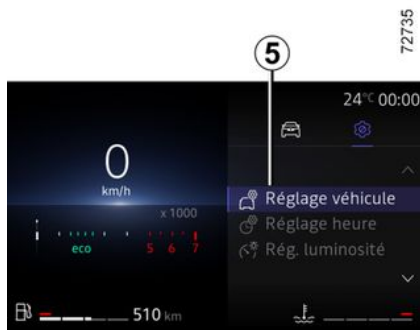 72735
5
24°C 00:00
0
km/h
x 1000
eco 5 6 7
Réglage véhicule
Réglage heure
Rég. luminosité
510 km